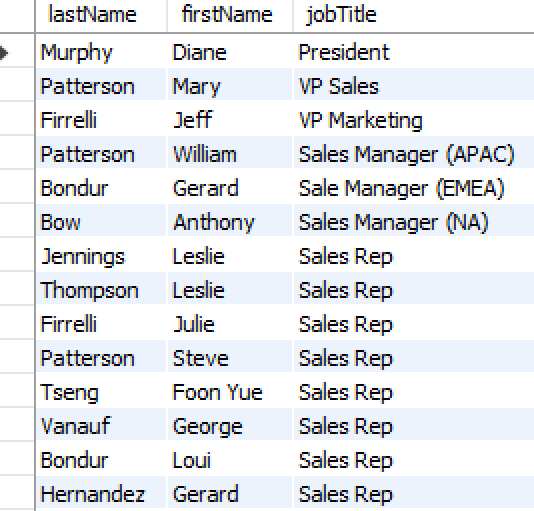 lastName firstName jobTitle
Murphy Diane President
Patterson Mary VP Sales
Firrelli Jeff VP Marketing
Patterson William Sales Manager (APAC)
Bondur Gerard Sale Manager (EMEA)
Bow Anthony Sales Manager (NA)
Jennings Leslie Sales Rep
Thompson Leslie Sales Rep
Firrelli Julie Sales Rep
Patterson Steve Sales Rep
Tseng Foon Yue Sales Rep
Vanauf George Sales Rep
Bondur Loui Sales Rep
Hernandez Gerard Sales Rep